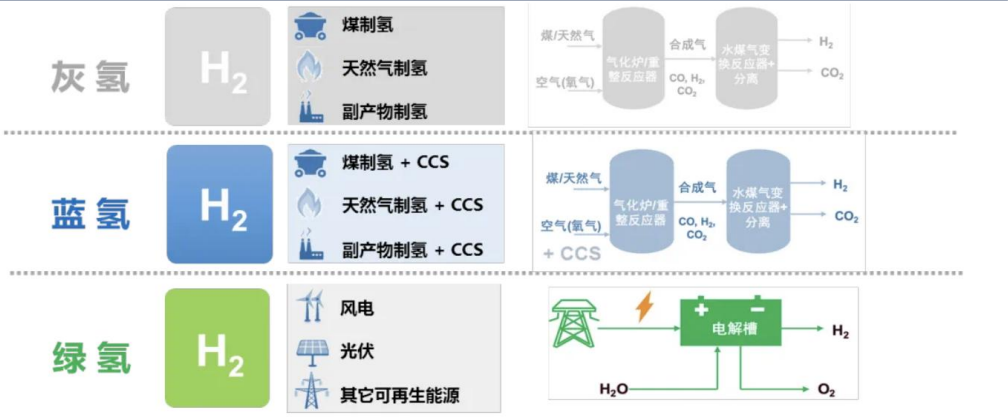 灰氢
H₂
煤制氢
天然气制氢
副产物制氢
煤/天然气
空气(氧气)
气化炉/重
整反应器
合成气
CO, H₂,
CO₂
水煤气变
换反应器+
分离
H₂
CO₂
蓝氢
H₂
煤制氢 + CCS
天然气制氢 + CCS
副产物制氢 + CCS
煤/天然气
空气(氧气)
+ CCS
气化炉/重
整反应器
合成气
CO, H₂,
CO₂
水煤气变
换反应器+
分离
H₂
CO₂
绿氢
H₂
风电
光伏
其它可再生能源
+ −
电解槽
H₂
H₂O
O₂